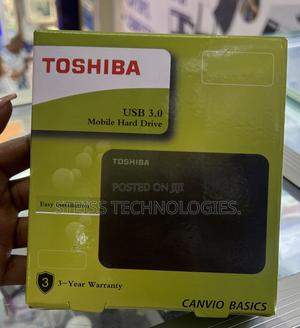 TOSHIBA
USB 3.0
Mobile Hard Drive
TOSHIBA
POSTED ON JIJI
Easy Installation
TECHNOLOGIES.
3
3-Year Warranty
CANVIO BASICS